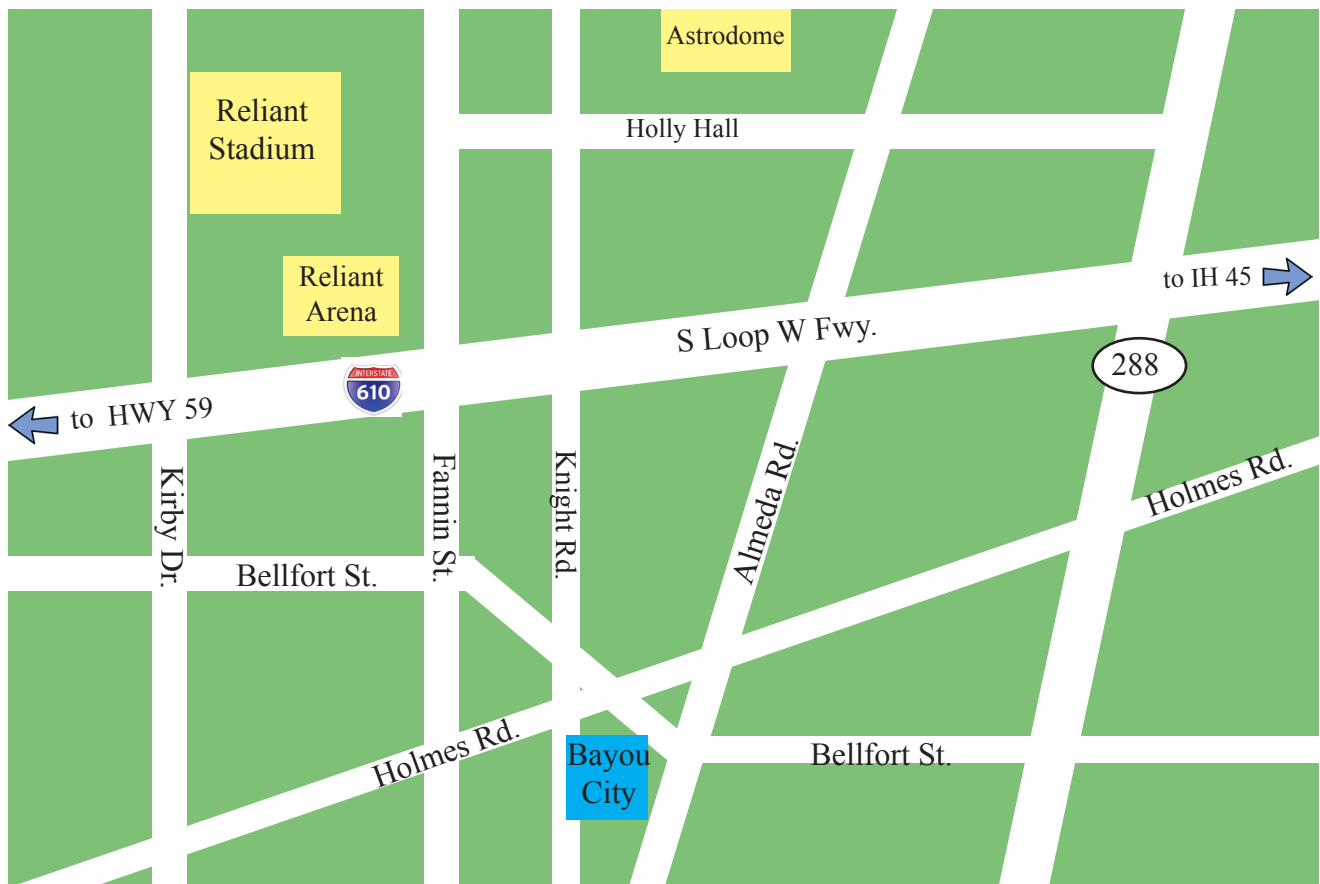 Astrodome
Reliant
Stadium
Holly Hall
Reliant
Arena
to IH 45
S Loop W Fwy.
288
INTERSTATE
610
to HWY 59
Kirby Dr.
Fannin St.
Knight Rd.
Almeda Rd.
Holmes Rd.
Bellfort St.
Holmes Rd.
Bayou
City
Bellfort St.